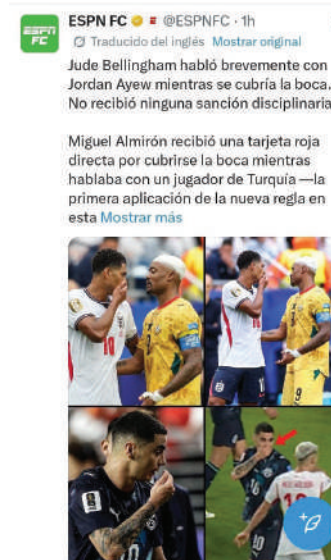 ESPN FC @ESPNFC · 1h
ESPN
FC
Traducido del inglés Mostrar original
Jude Bellingham habló brevemente con
Jordan Ayew mientras se cubría la boca.
No recibió ninguna sanción disciplinaria
Miguel Almirón recibió una tarjeta roja
directa por cubrirse la boca mientras
hablaba con un jugador de Turquía —la
primera aplicación de la nueva regla en
esta Mostrar más
10
9
10